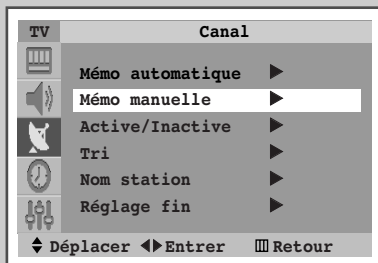 TV Canal
Mémo automatique
Mémo manuelle
Active/Inactive
Tri
Nom station
Réglage fin
Déplacer Entrer Retour